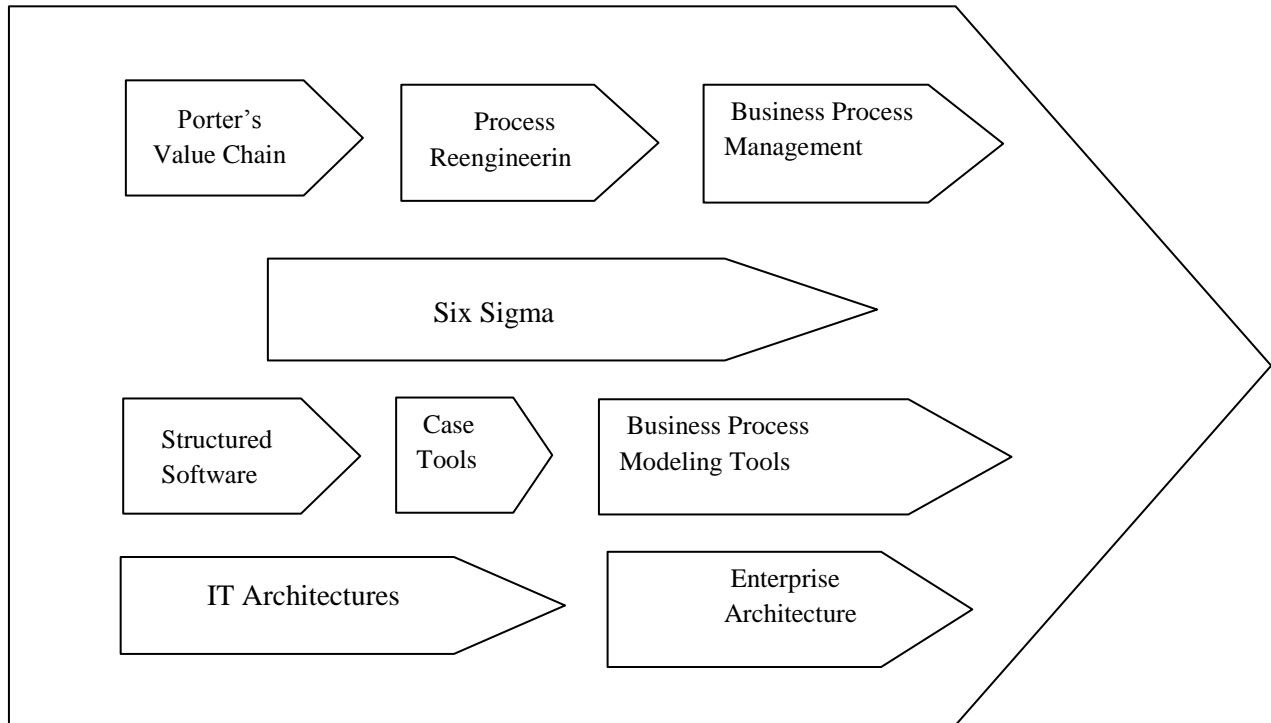 Porter’s
Value Chain
Process
Reengineerin
Business Process
Management
Six Sigma
Structured
Software
Case
Tools
Business Process
Modeling Tools
IT Architectures
Enterprise
Architecture